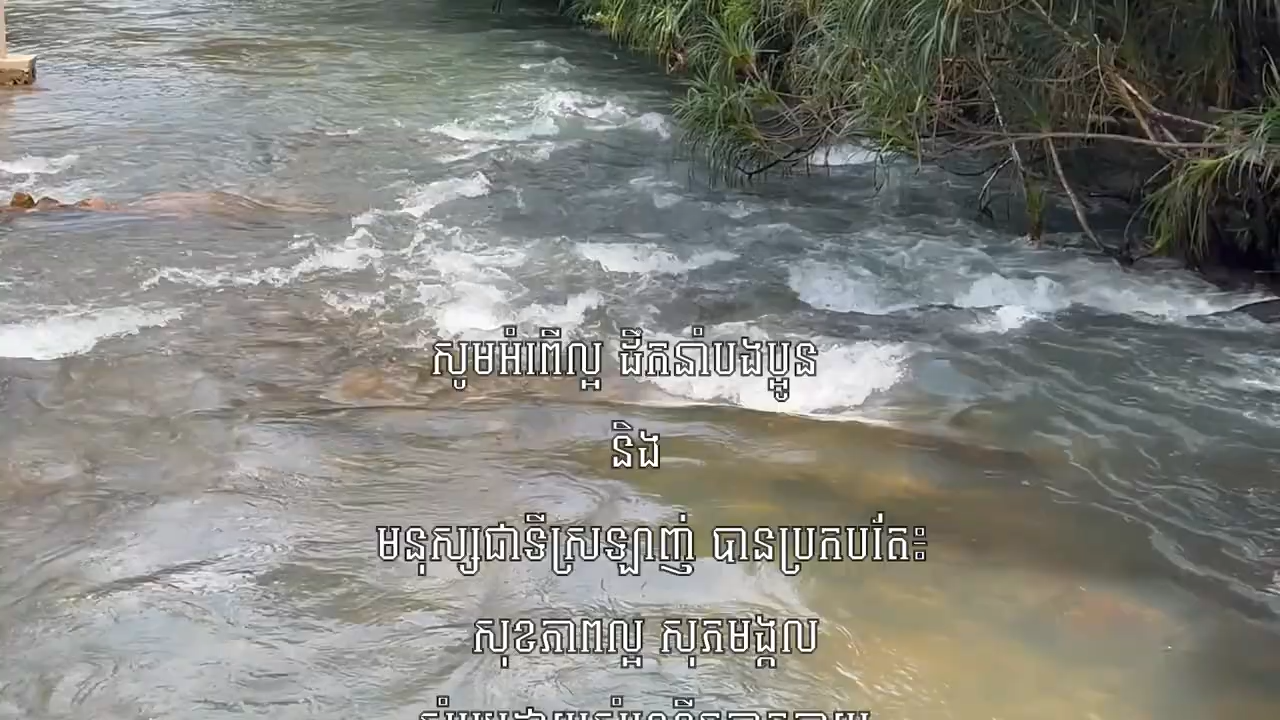 សូមអំពើល្អ ដឹកនាំបងប្អូន
និង
មនុស្សជាទីស្រឡាញ់ បានប្រកបតែ៖
សុខភាពល្អ សុភមង្គល